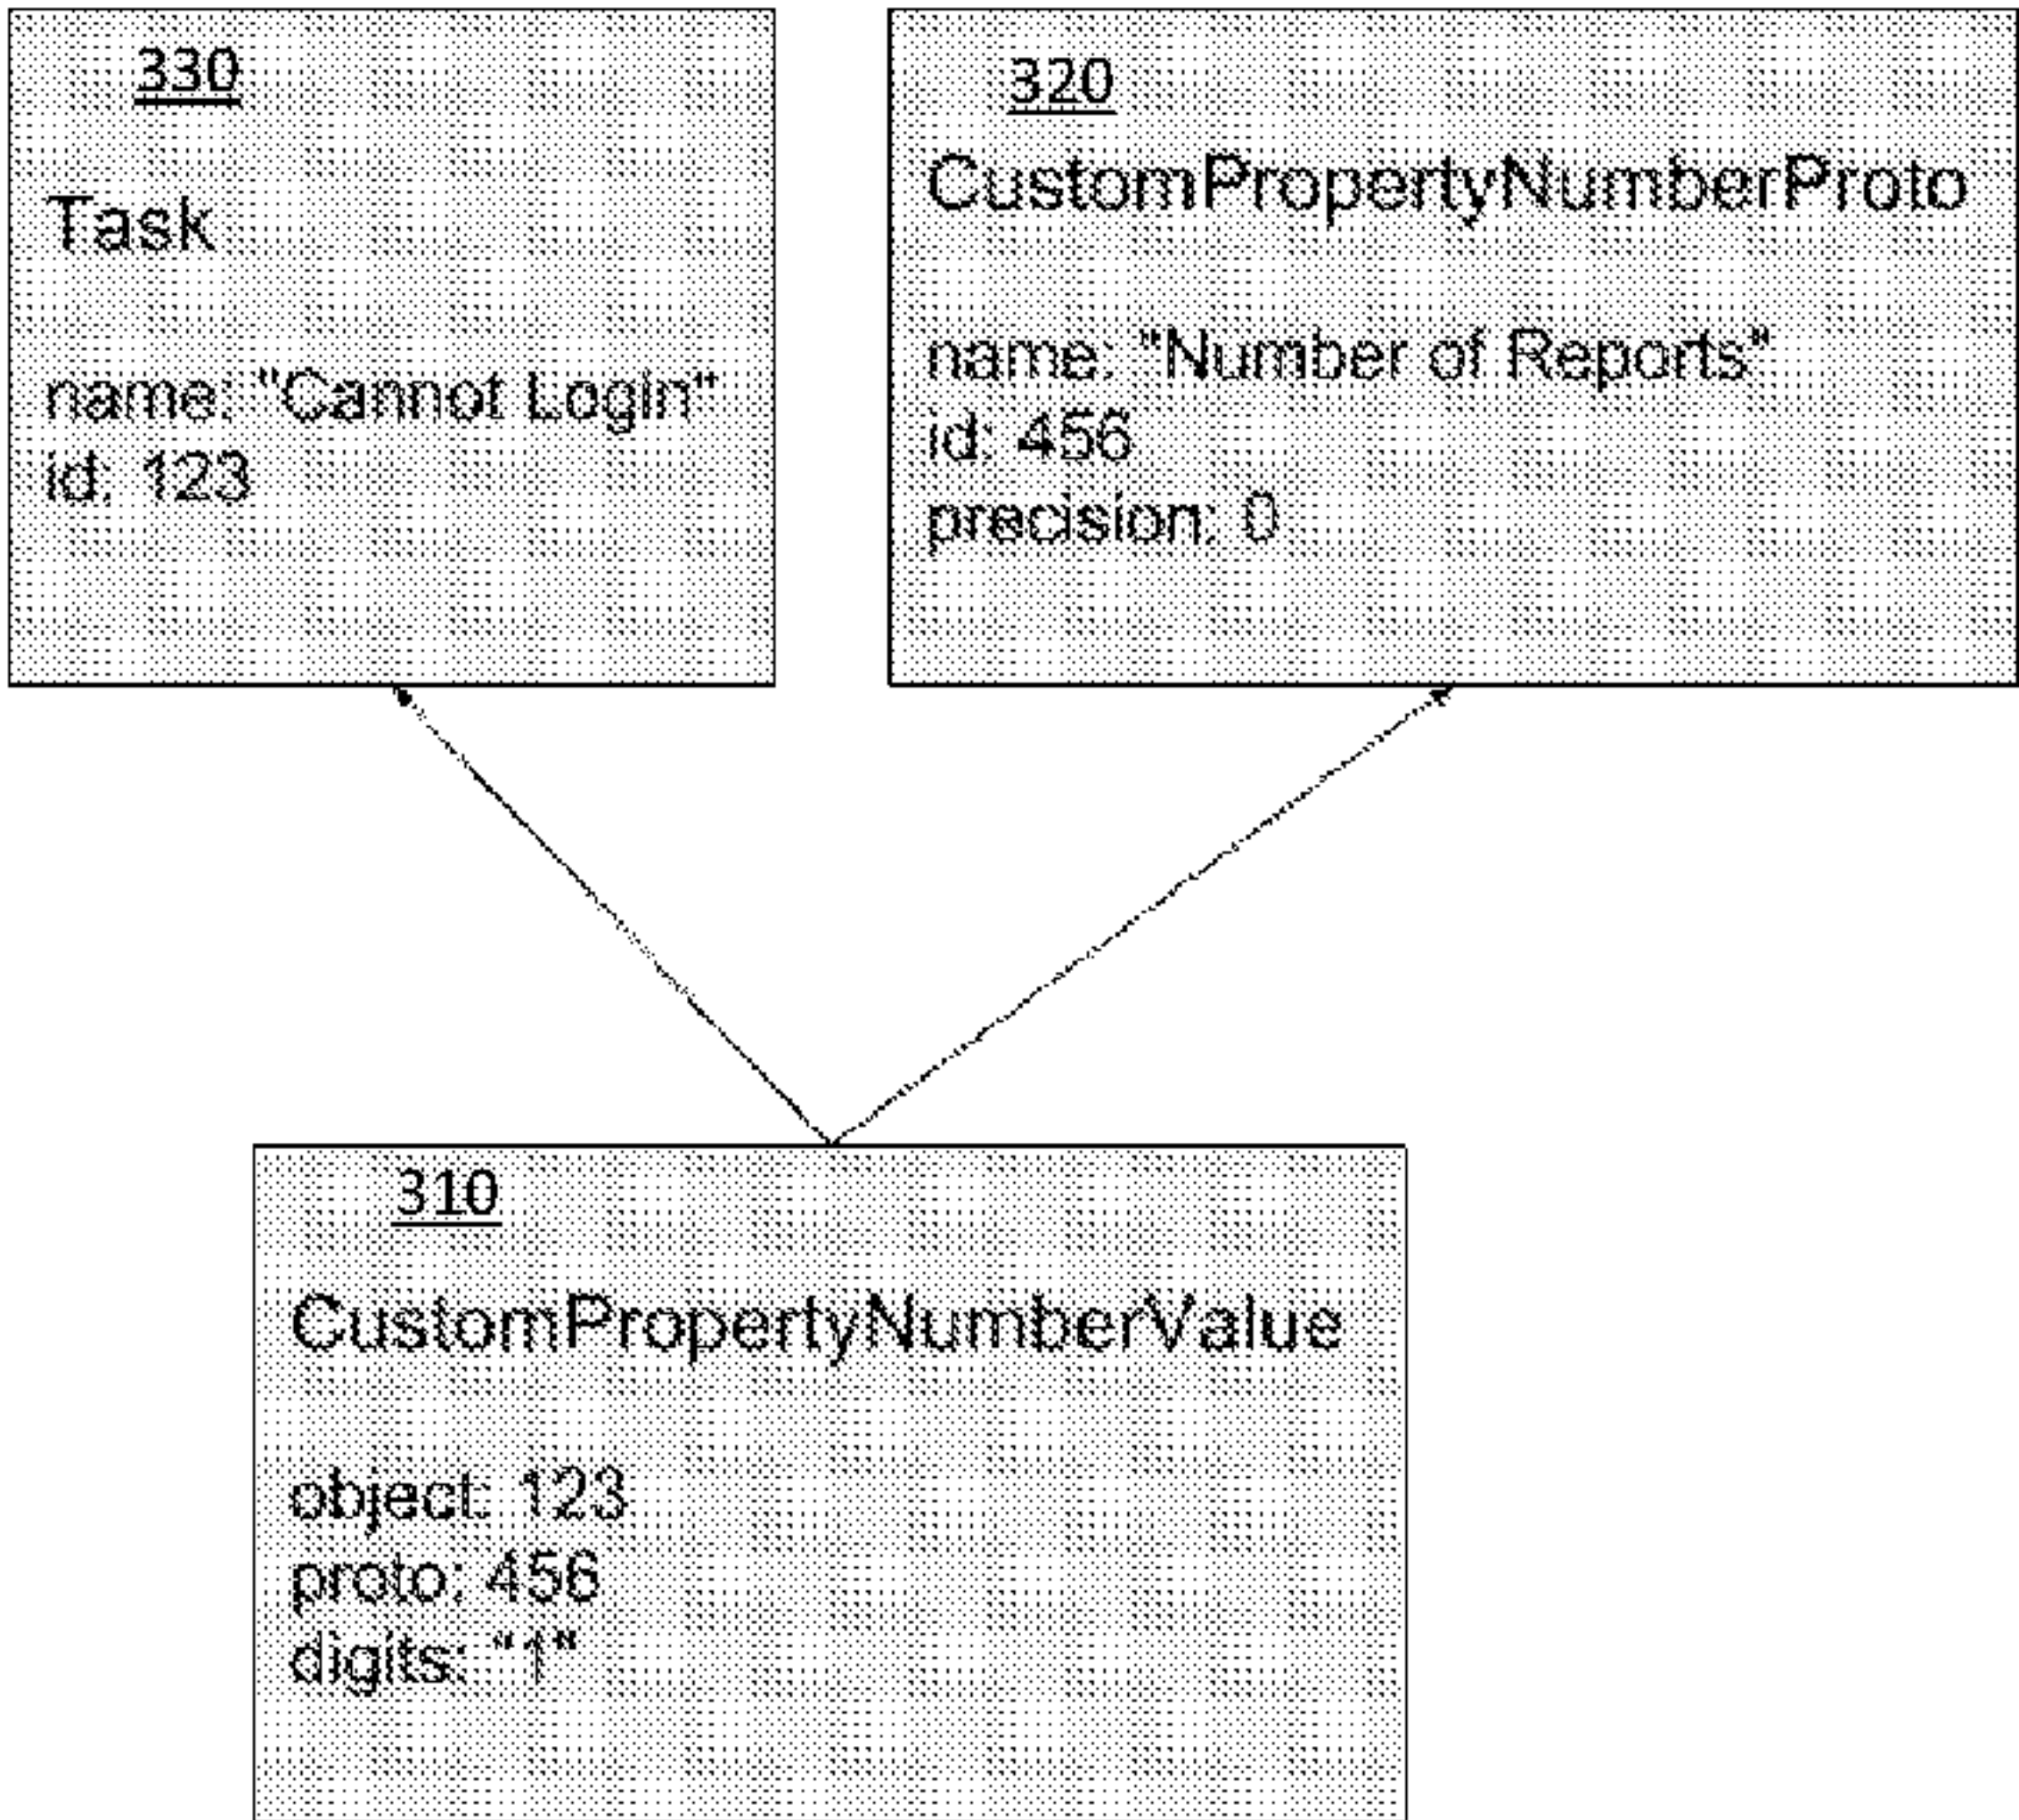 330
Task
name: "Cannot Login"
id: 123
320
CustomPropertyNumberProto
name: "Number of Reports"
id: 456
precision: 0
310
CustomPropertyNumberValue
object: 123
proto: 456
digits: "1"